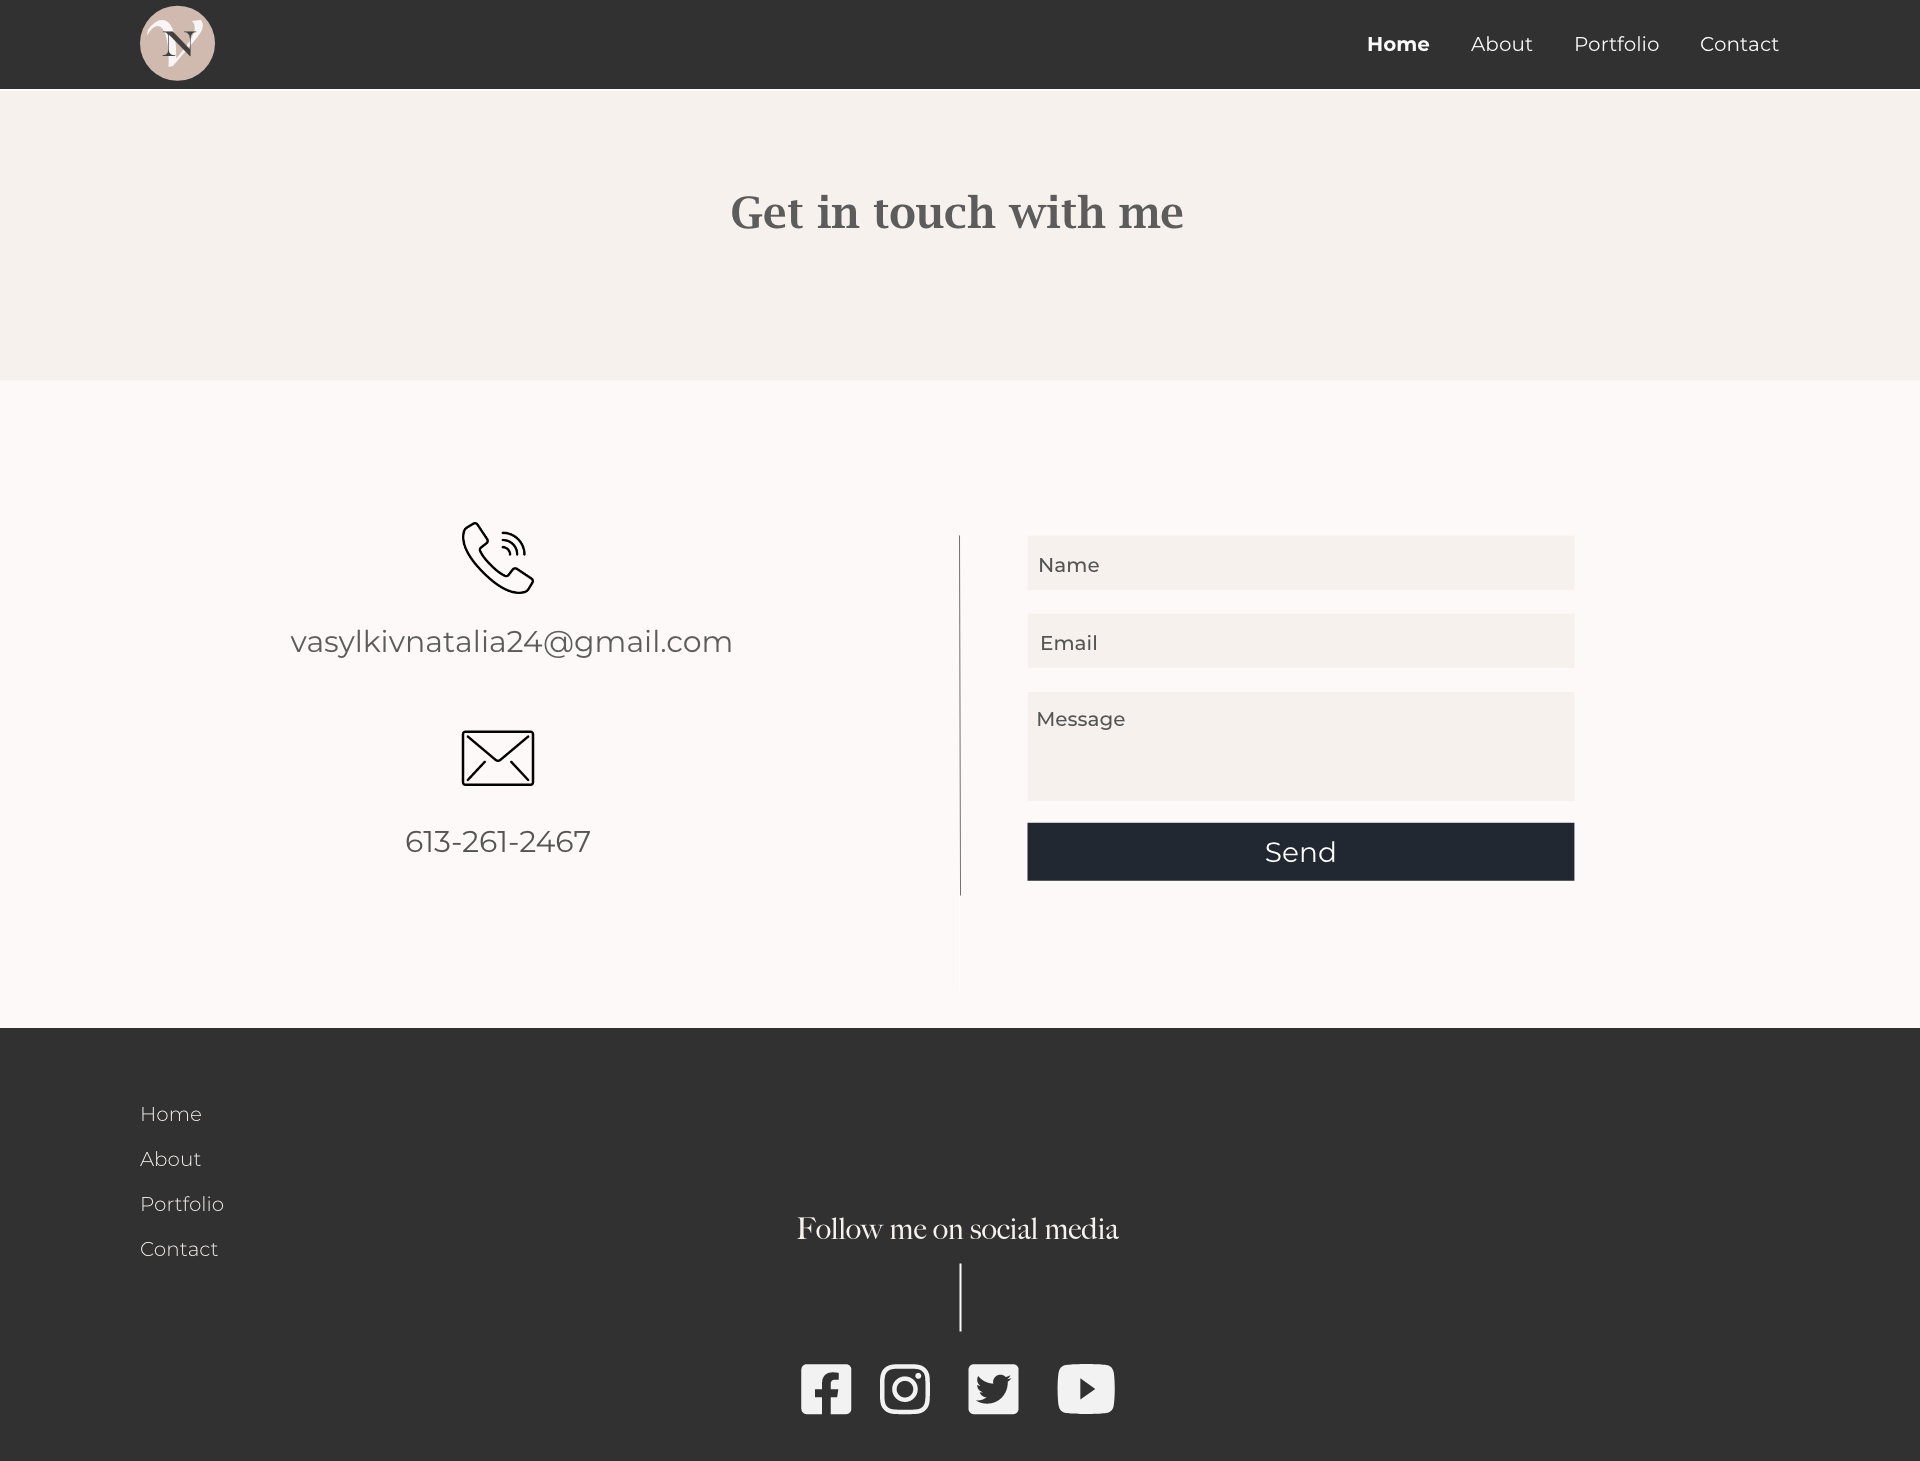 VN
Home About Portfolio Contact
Get in touch with me
vasylkivnatalia24@gmail.com
613-261-2467
Name
Email
Message
Send
Home
About
Portfolio
Contact
Follow me on social media